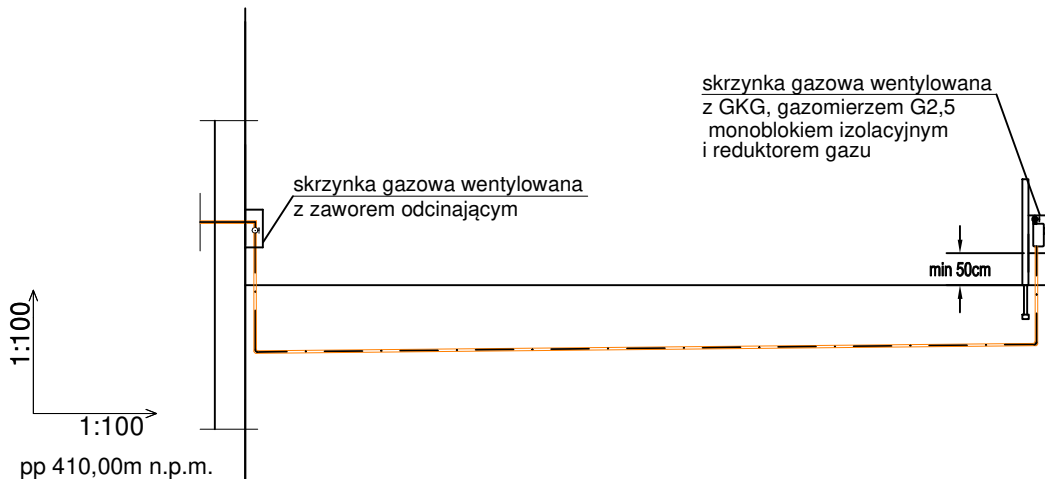 skrzynka gazowa wentylowana
z GKG, gazomierzem G2,5
monoblokiem izolacyjnym
i reduktorem gazu
skrzynka gazowa wentylowana
z zaworem odcinającym
min 50cm
1:100
1:100
pp 410,00m n.p.m.